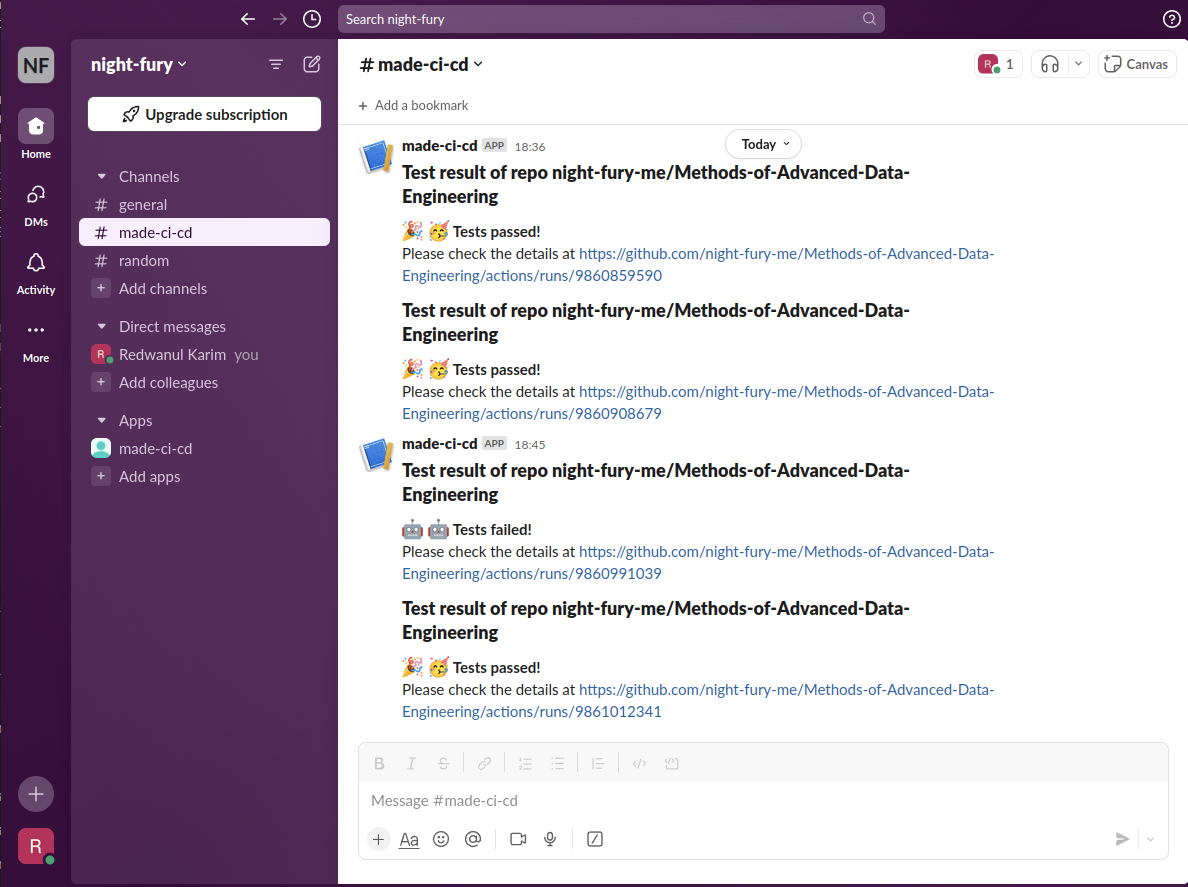 Search night-fury
NF
night-fury
# made-ci-cd
R 1
Canvas
Upgrade subscription
Add a bookmark
Home
DMs
Activity
More
Channels
# general
# made-ci-cd
# random
+ Add channels
Direct messages
R Redwanul Karim you
+ Add colleagues
Apps
made-ci-cd
+ Add apps
R
Today
made-ci-cd APP 18:36
Test result of repo night-fury-me/Methods-of-Advanced-Data-
Engineering
🎉 🥳 Tests passed!
Please check the details at https://github.com/night-fury-me/Methods-of-Advanced-Data-
Engineering/actions/runs/9860859590
Test result of repo night-fury-me/Methods-of-Advanced-Data-
Engineering
🎉 🥳 Tests passed!
Please check the details at https://github.com/night-fury-me/Methods-of-Advanced-Data-
Engineering/actions/runs/9860908679
made-ci-cd APP 18:45
Test result of repo night-fury-me/Methods-of-Advanced-Data-
Engineering
🤖 🤖 Tests failed!
Please check the details at https://github.com/night-fury-me/Methods-of-Advanced-Data-
Engineering/actions/runs/9860991039
Test result of repo night-fury-me/Methods-of-Advanced-Data-
Engineering
🎉 🥳 Tests passed!
Please check the details at https://github.com/night-fury-me/Methods-of-Advanced-Data-
Engineering/actions/runs/9861012341
B I S
Message #made-ci-cd
+ Aa @